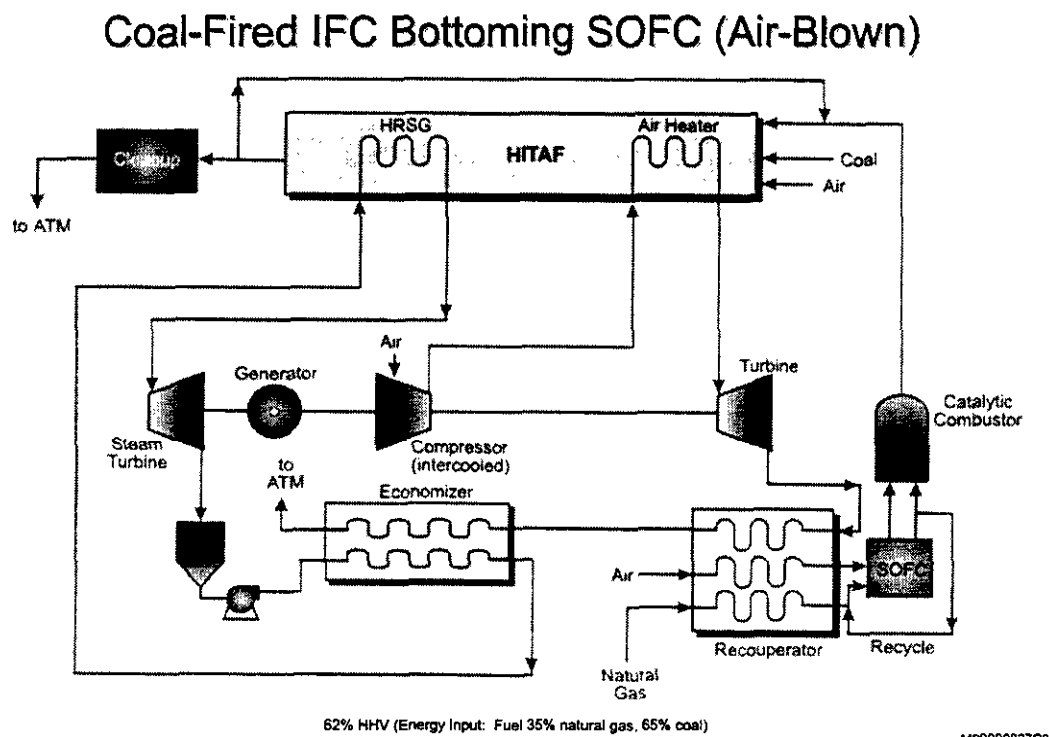 Coal-Fired IFC Bottoming SOFC (Air-Blown)
HRSG
Air Heater
HITAF
Cleanup
Coal
Air
to ATM
Air
Generator
Turbine
Steam
Turbine
Compressor
(intercooled)
Catalytic
Combustor
to
ATM
Economizer
Air
SOFC
Recouperator
Recycle
Natural
Gas
62% HHV (Energy Input: Fuel 35% natural gas, 65% coal)